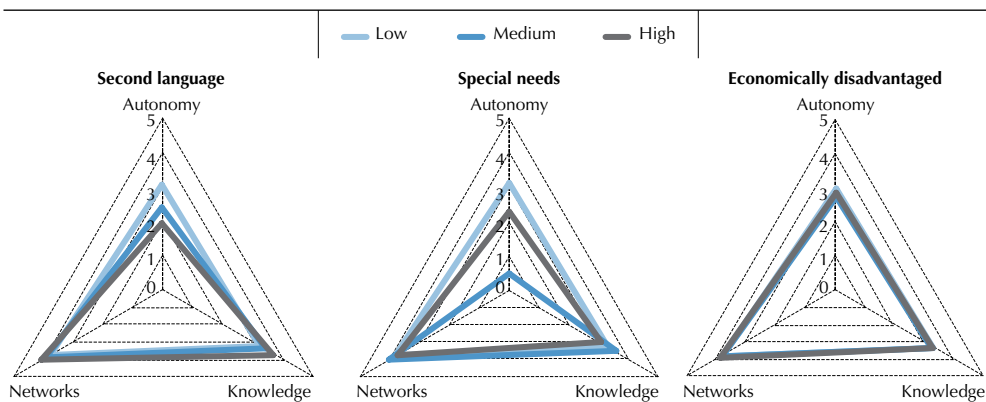 Low Medium High
Second language
Autonomy
5
4
3
2
1
0
Networks Knowledge
Special needs
Autonomy
5
4
3
2
1
0
Networks Knowledge
Economically disadvantaged
Autonomy
5
4
3
2
1
0
Networks Knowledge